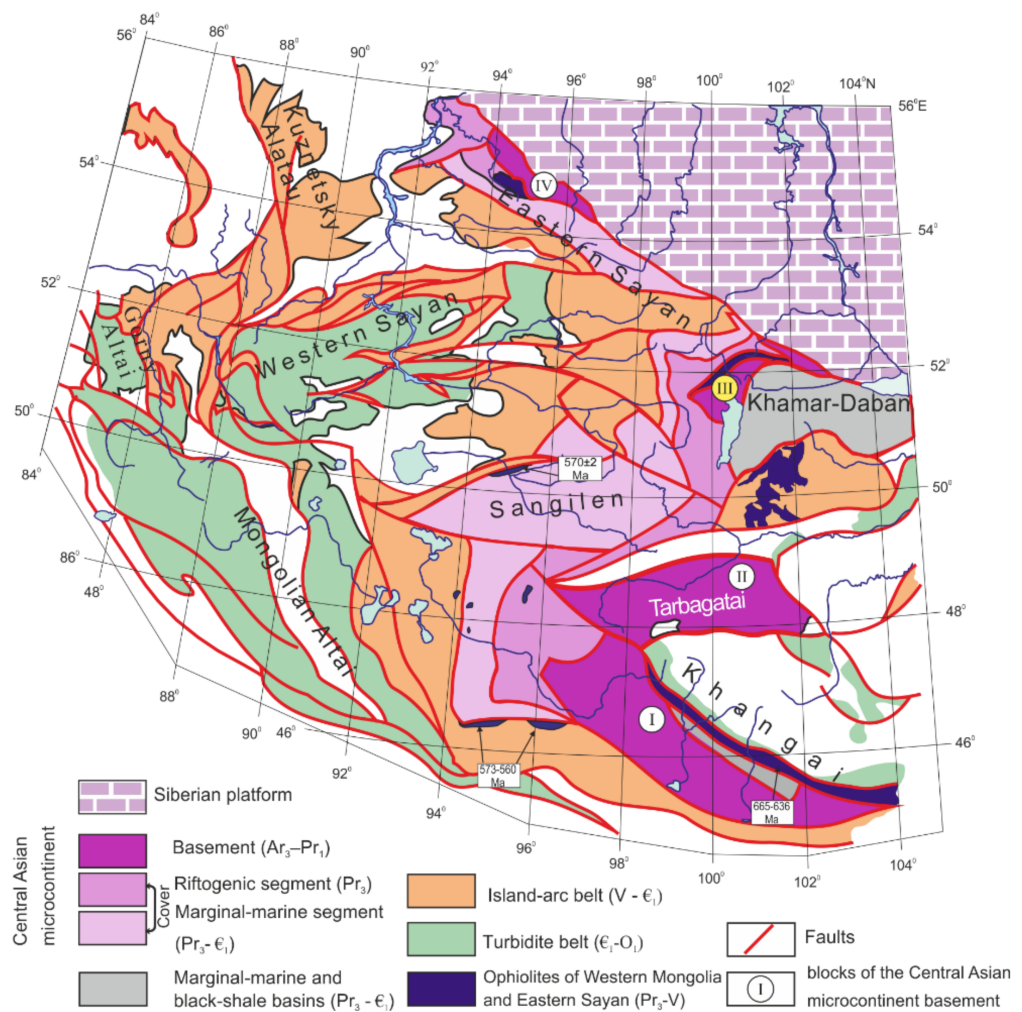 84°
56°
86°
88°
90°
92°
94°
96°
98°
100°
102°
104°N
56°E
54°
Kuznetsky
Alatau
IV
Eastern Sayan
54°
52°
Gorny
Altai
Western Sayan
52°
III
Khamar-Daban
50°
84°
570±2
Ma
Sangilen
50°
Mongolian Altai
86°
48°
II
Tarbagatai
48°
Khangai
I
88°
90°
46°
46°
92°
573-560
Ma
94°
665-636
Ma
96°
98°
100°
102°
104°
Siberian platform
Central Asian
microcontinent
Basement (Ar₃–Pr₁)
Riftogenic segment (Pr₃)
Cover
Marginal-marine segment
(Pr₃-Є₁)
Marginal-marine and
black-shale basins (Pr₃ - Є₁)
Island-arc belt (V - Є₁)
Turbidite belt (Є₁-O₁)
Ophiolites of Western Mongolia
and Eastern Sayan (Pr₃-V)
Faults
I
blocks of the Central Asian
microcontinent basement